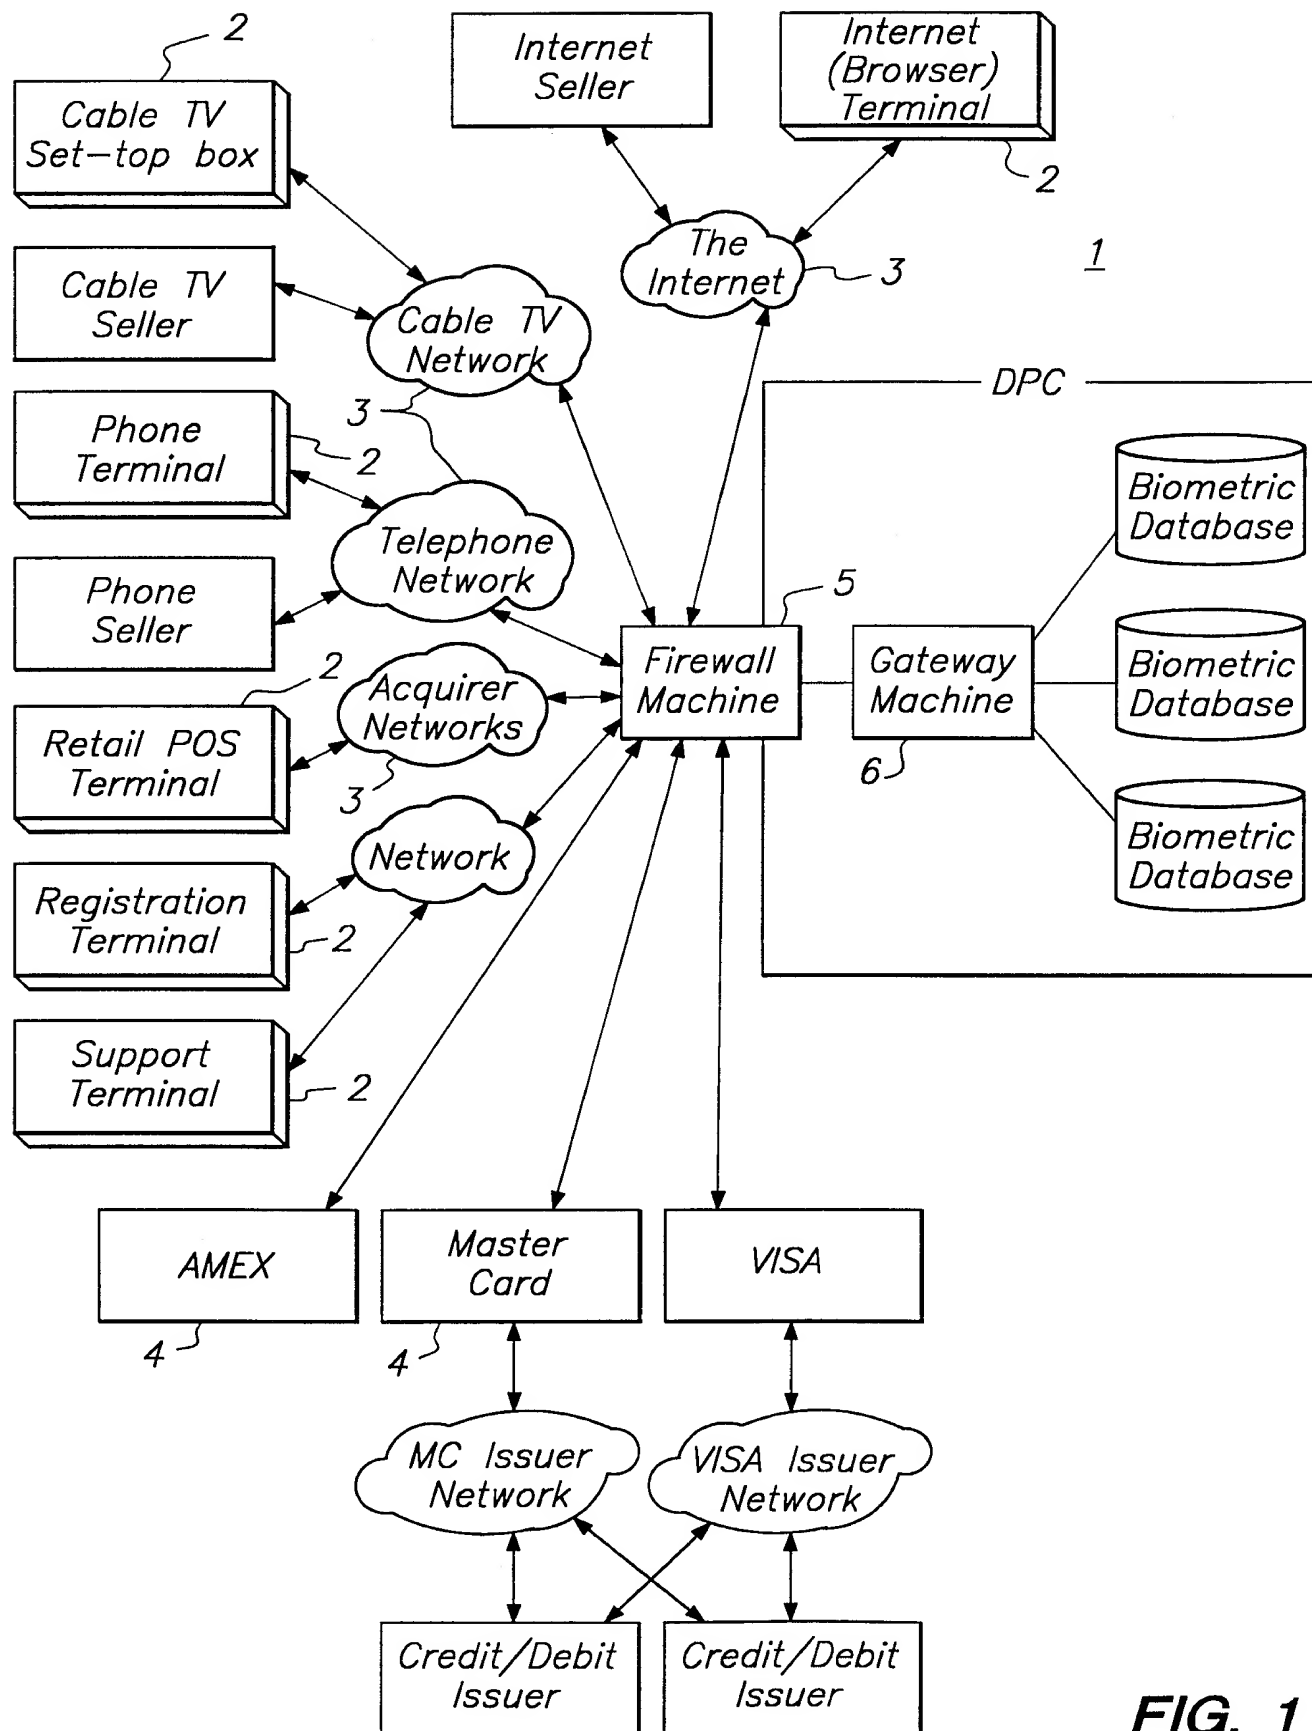 2
Cable TV
Set-top box
Internet
Seller
Internet
(Browser)
Terminal
2
The
Internet
3
1
Cable TV
Seller
Cable TV
Network
3
DPC
Phone
Terminal
2
Telephone
Network
Biometric
Database
Phone
Seller
5
Firewall
Machine
Gateway
Machine
6
Biometric
Database
2
Acquirer
Networks
3
Retail POS
Terminal
Network
Biometric
Database
Registration
Terminal
2
Support
Terminal
2
AMEX
4
Master
Card
4
VISA
MC Issuer
Network
VISA Issuer
Network
Credit/Debit
Issuer
Credit/Debit
Issuer
FIG. 1